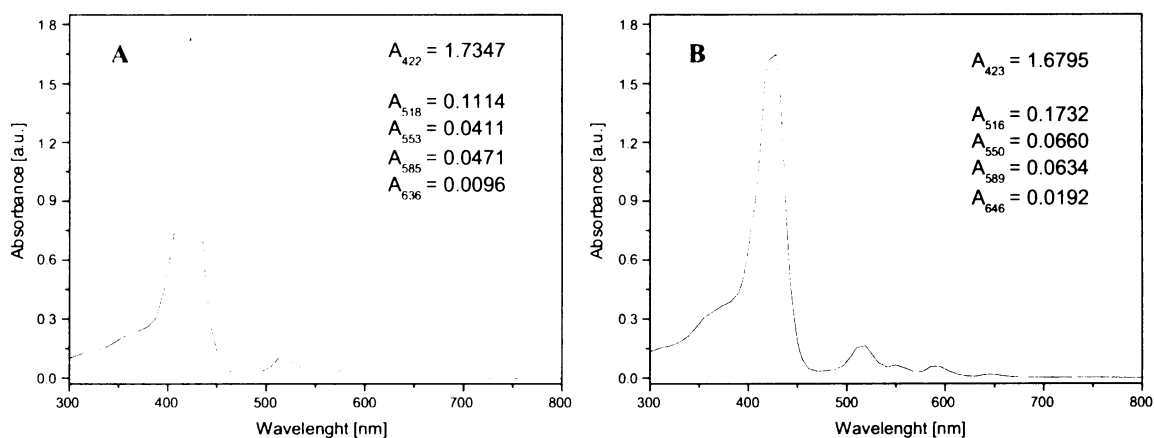 A
A422 = 1.7347
A518 = 0.1114
A553 = 0.0411
A585 = 0.0471
A636 = 0.0096
Absorbance [a.u.]
1.8
1.5
1.2
0.9
0.6
0.3
0.0
300 400 500 600 700 800
Wavelenght [nm]
B
A423 = 1.6795
A516 = 0.1732
A550 = 0.0660
A589 = 0.0634
A646 = 0.0192
Absorbance [a.u.]
1.8
1.5
1.2
0.9
0.6
0.3
0.0
300 400 500 600 700 800
Wavelenght [nm]